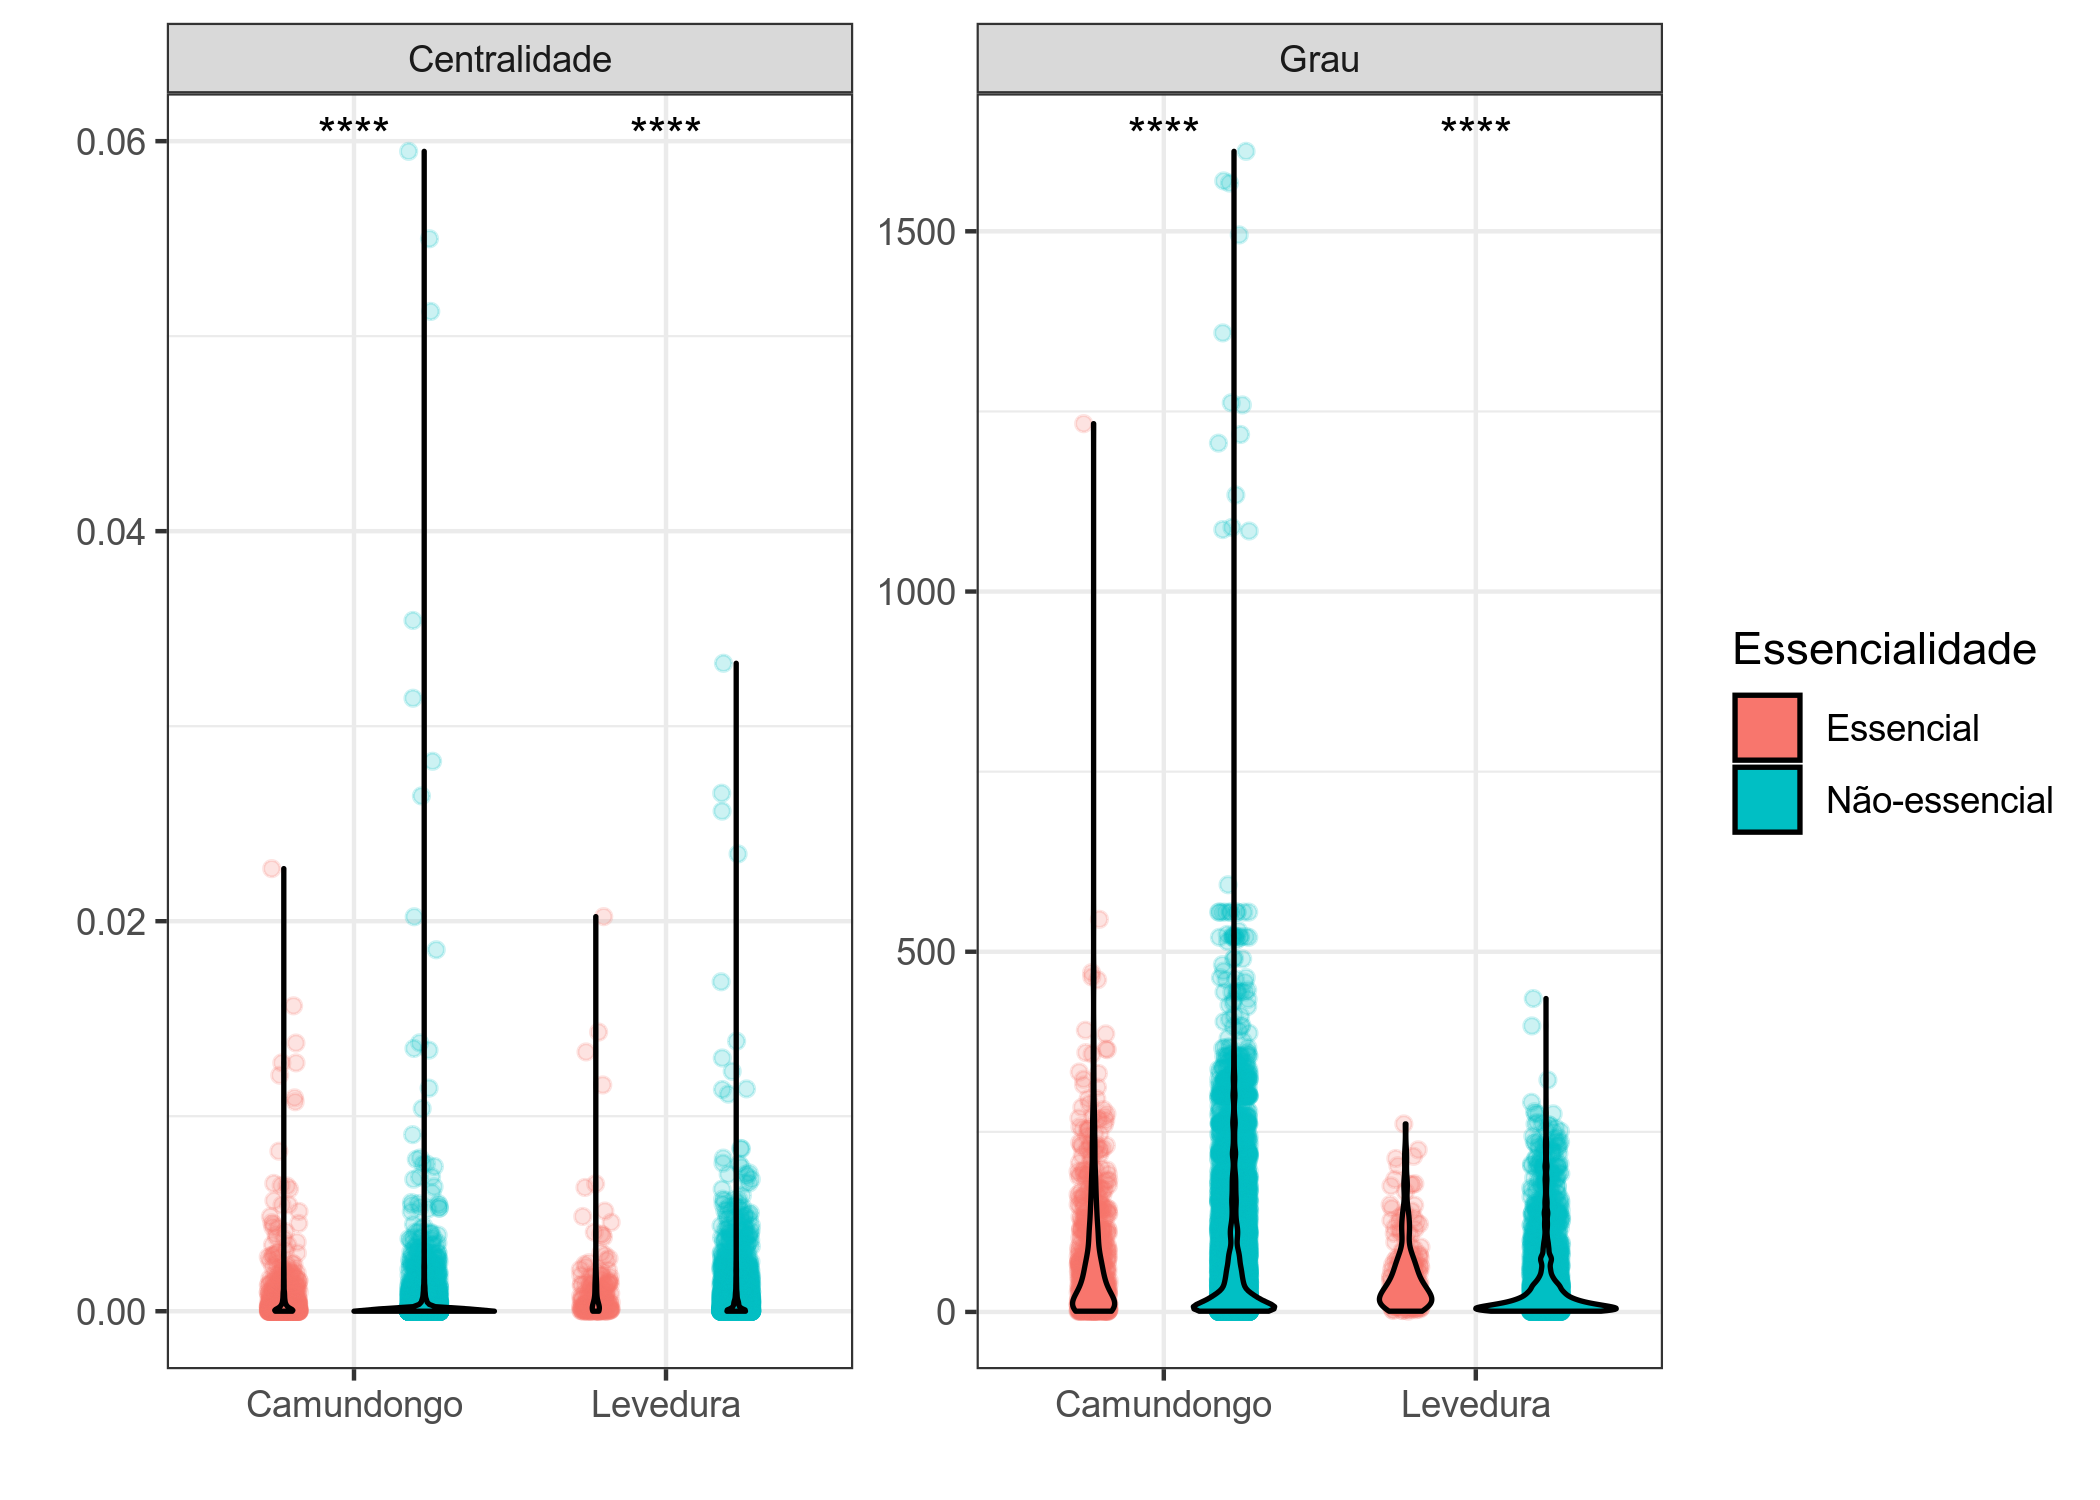 Centralidade
Grau
**** ****
**** ****
0.06
0.04
0.02
0.00
1500
1000
500
0
Camundongo Levedura
Camundongo Levedura
Essencialidade
Essencial
Não-essencial